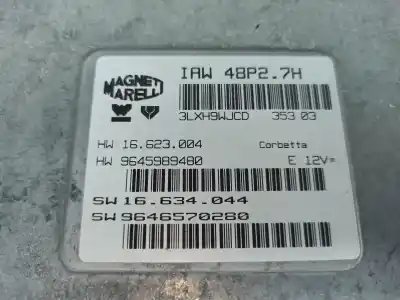 MAGNETI MARELLI
IAW 48P2.7H
3LXH9WJCD 353 03
HW 16.623.004 Corbetta
HW 9645989480 E 12V=
SW 16.634.044
SW 9646570280